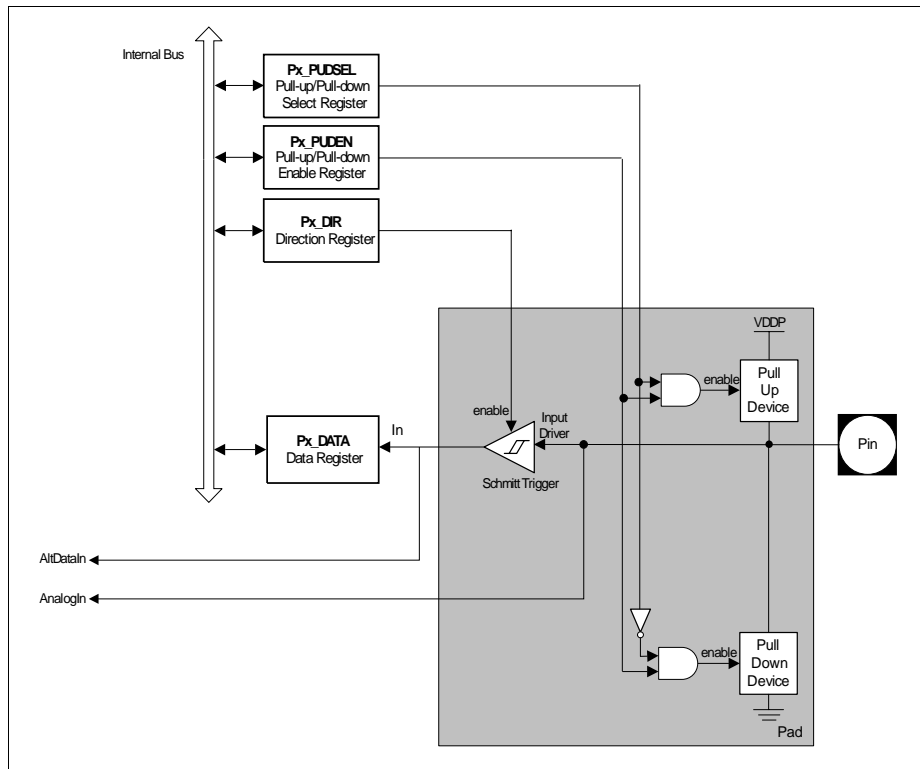 Internal Bus
Px_PUDSEL
Pull-up/Pull-down
Select Register
Px_PUDEN
Pull-up/Pull-down
Enable Register
Px_DIR
Direction Register
VDDP
Pull
Up
Device
enable
enable
Input
Driver
Px_DATA
Data Register
In
Schmitt Trigger
Pin
AltDataIn
AnalogIn
enable
Pull
Down
Device
Pad